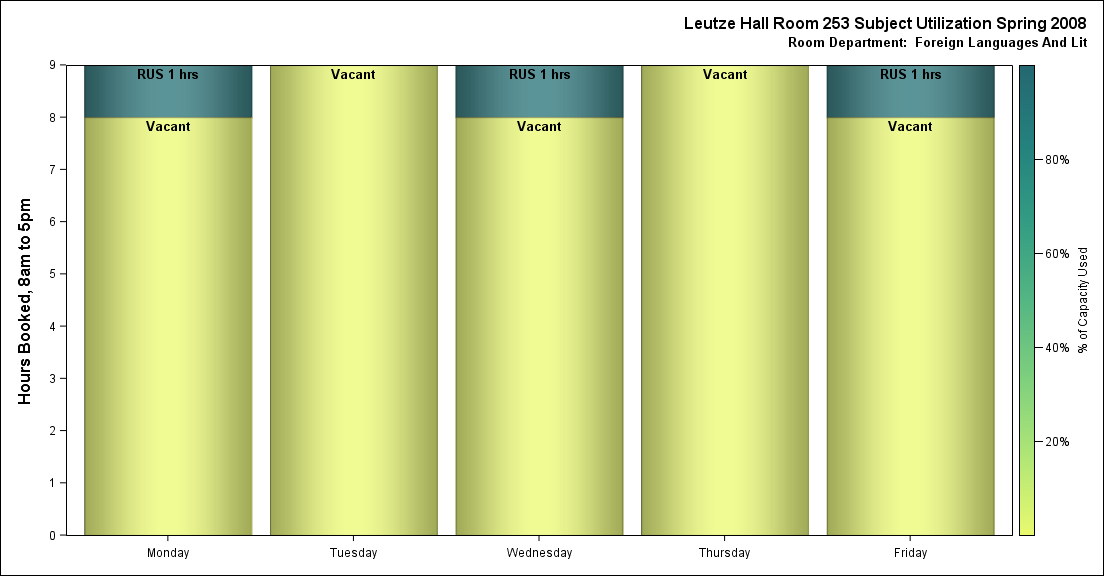 Leutze Hall Room 253 Subject Utilization Spring 2008
Room Department:  Foreign Languages And Lit
9
8
7
6
5
4
3
2
1
0
Hours Booked, 8am to 5pm
RUS 1 hrs
Vacant
Vacant
RUS 1 hrs
Vacant
Vacant
RUS 1 hrs
Vacant
Monday
Tuesday
Wednesday
Thursday
Friday
80%
60%
40%
20%
% of Capacity Used